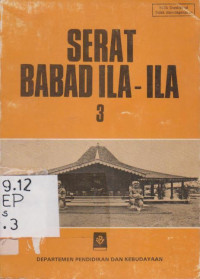 SERAT
BABAD ILA - ILA
3
9.12
EP
s
.3
DEPARTEMEN PENDIDIKAN DAN KEBUDAYAAN